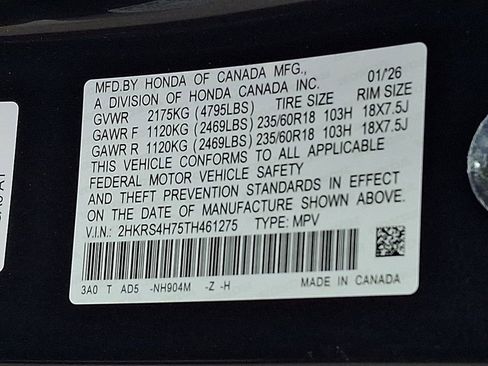 MFD.BY HONDA OF CANADA MFG.,
A DIVISION OF HONDA CANADA INC. 01/26
GVWR 2175KG (4795LBS) TIRE SIZE RIM SIZE
GAWR F 1120KG (2469LBS) 235/60R18 103H 18X7.5J
GAWR R 1120KG (2469LBS) 235/60R18 103H 18X7.5J
THIS VEHICLE CONFORMS TO ALL APPLICABLE
FEDERAL MOTOR VEHICLE SAFETY
AND THEFT PREVENTION STANDARDS IN EFFECT
ON THE DATE OF MANUFACTURE SHOWN ABOVE.
V.I.N.: 2HKRS4H75TH461275 TYPE: MPV
3A0 T AD5 -NH904M -Z -H MADE IN CANADA